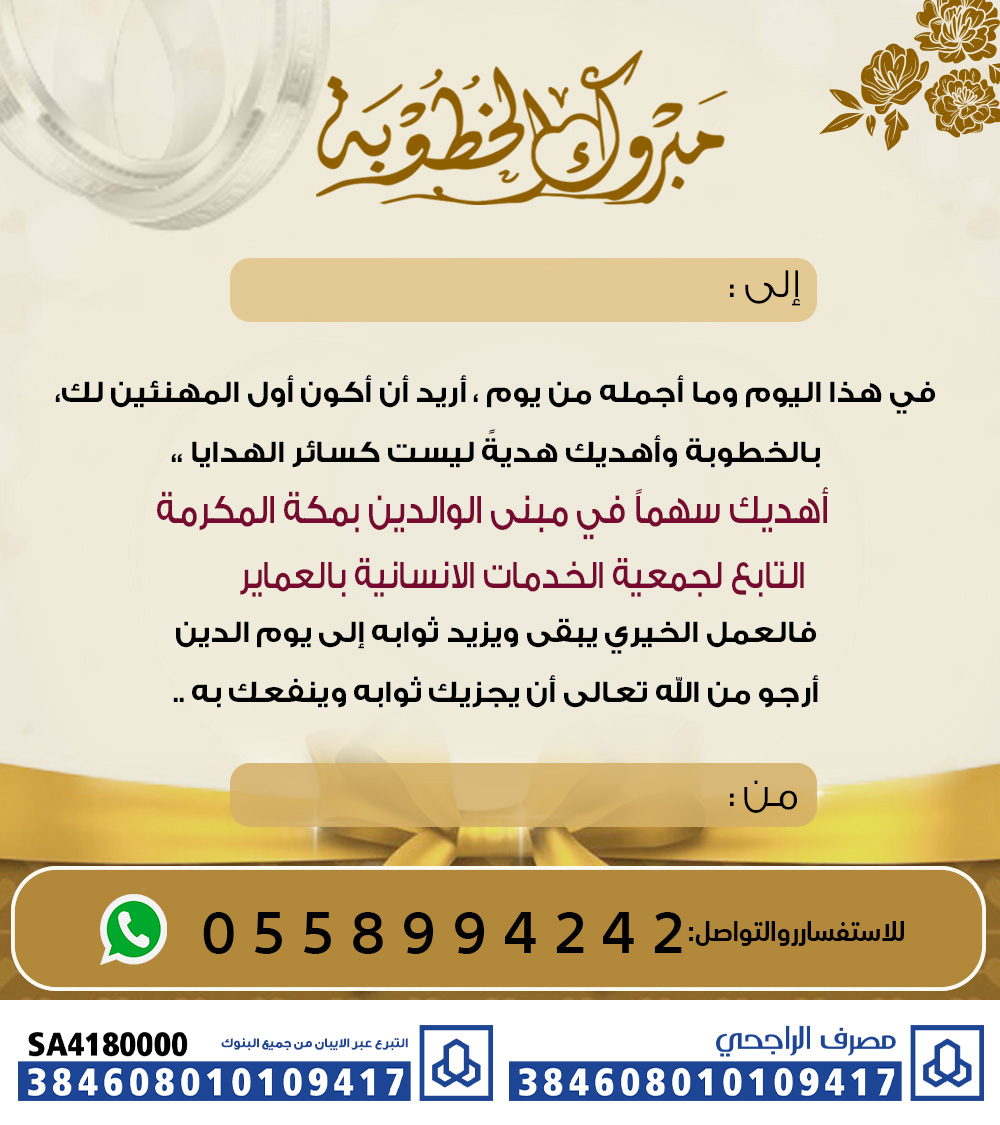 مبروك الخطوبة
إلى :
في هذا اليوم وما أجمله من يوم ، أريد أن أكون أول المهنئين لك،
بالخطوبة وأهديك هديةً ليست كسائر الهدايا ،،
أهديك سهماً في مبنى الوالدين بمكة المكرمة
التابع لجمعية الخدمات الانسانية بالعماير
فالعمل الخيري يبقى ويزيد ثوابه إلى يوم الدين
أرجو من الله تعالى أن يجزيك ثوابه وينفعك به ..
من :
للاستفسارر والتواصل: 0558994242
مصرف الراجحي
384608010109417
التبرع عبر الايبان من جميع البنوك SA4180000
384608010109417